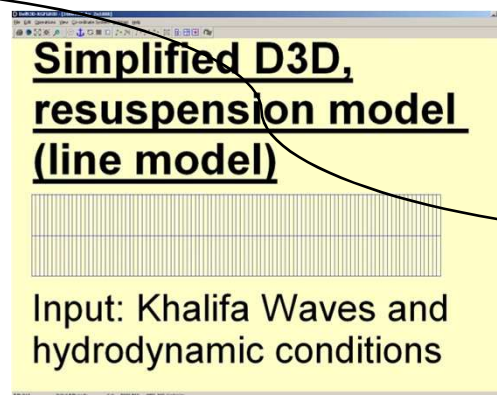 Simplified D3D,
resuspension model
(line model)
Input: Khalifa Waves and
hydrodynamic conditions